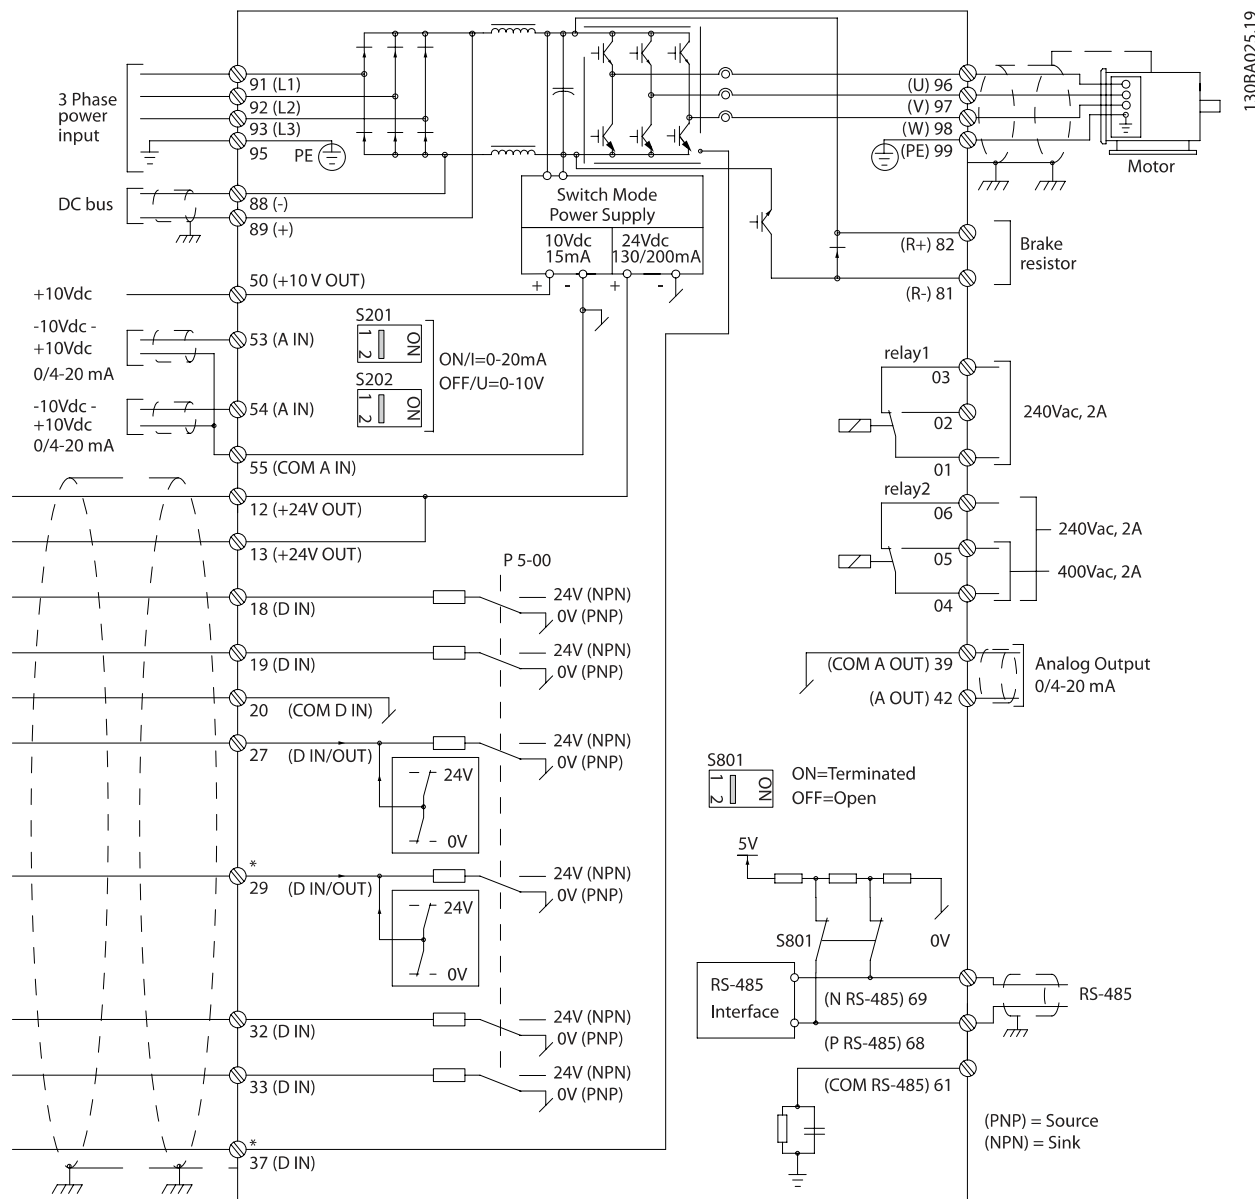 130BA025.19
3 Phase
power
input
91 (L1)
92 (L2)
93 (L3)
95
PE
DC bus
88 (-)
89 (+)
+10Vdc
50 (+10 V OUT)
-10Vdc -
+10Vdc
0/4-20 mA
53 (A IN)
-10Vdc -
+10Vdc
0/4-20 mA
54 (A IN)
55 (COM A IN)
12 (+24V OUT)
13 (+24V OUT)
18 (D IN)
19 (D IN)
20 (COM D IN)
27 (D IN/OUT)
*
29 (D IN/OUT)
32 (D IN)
33 (D IN)
*
37 (D IN)
Switch Mode
Power Supply
10Vdc
15mA
24Vdc
130/200mA
+ - + -
S201
1 2 ON
S202
1 2 ON
ON/I=0-20mA
OFF/U=0-10V
P 5-00
24V (NPN)
0V (PNP)
24V (NPN)
0V (PNP)
24V (NPN)
0V (PNP)
24V
0V
24V (NPN)
0V (PNP)
24V
0V
24V (NPN)
0V (PNP)
24V (NPN)
0V (PNP)
(U) 96
(V) 97
(W) 98
(PE) 99
Motor
(R+) 82
(R-) 81
Brake
resistor
relay1
03
02
01
240Vac, 2A
relay2
06
05
04
240Vac, 2A
400Vac, 2A
(COM A OUT) 39
(A OUT) 42
Analog Output
0/4-20 mA
S801
1 2 ON
ON=Terminated
OFF=Open
5V
S801
0V
RS-485
Interface
(N RS-485) 69
(P RS-485) 68
(COM RS-485) 61
RS-485
(PNP) = Source
(NPN) = Sink